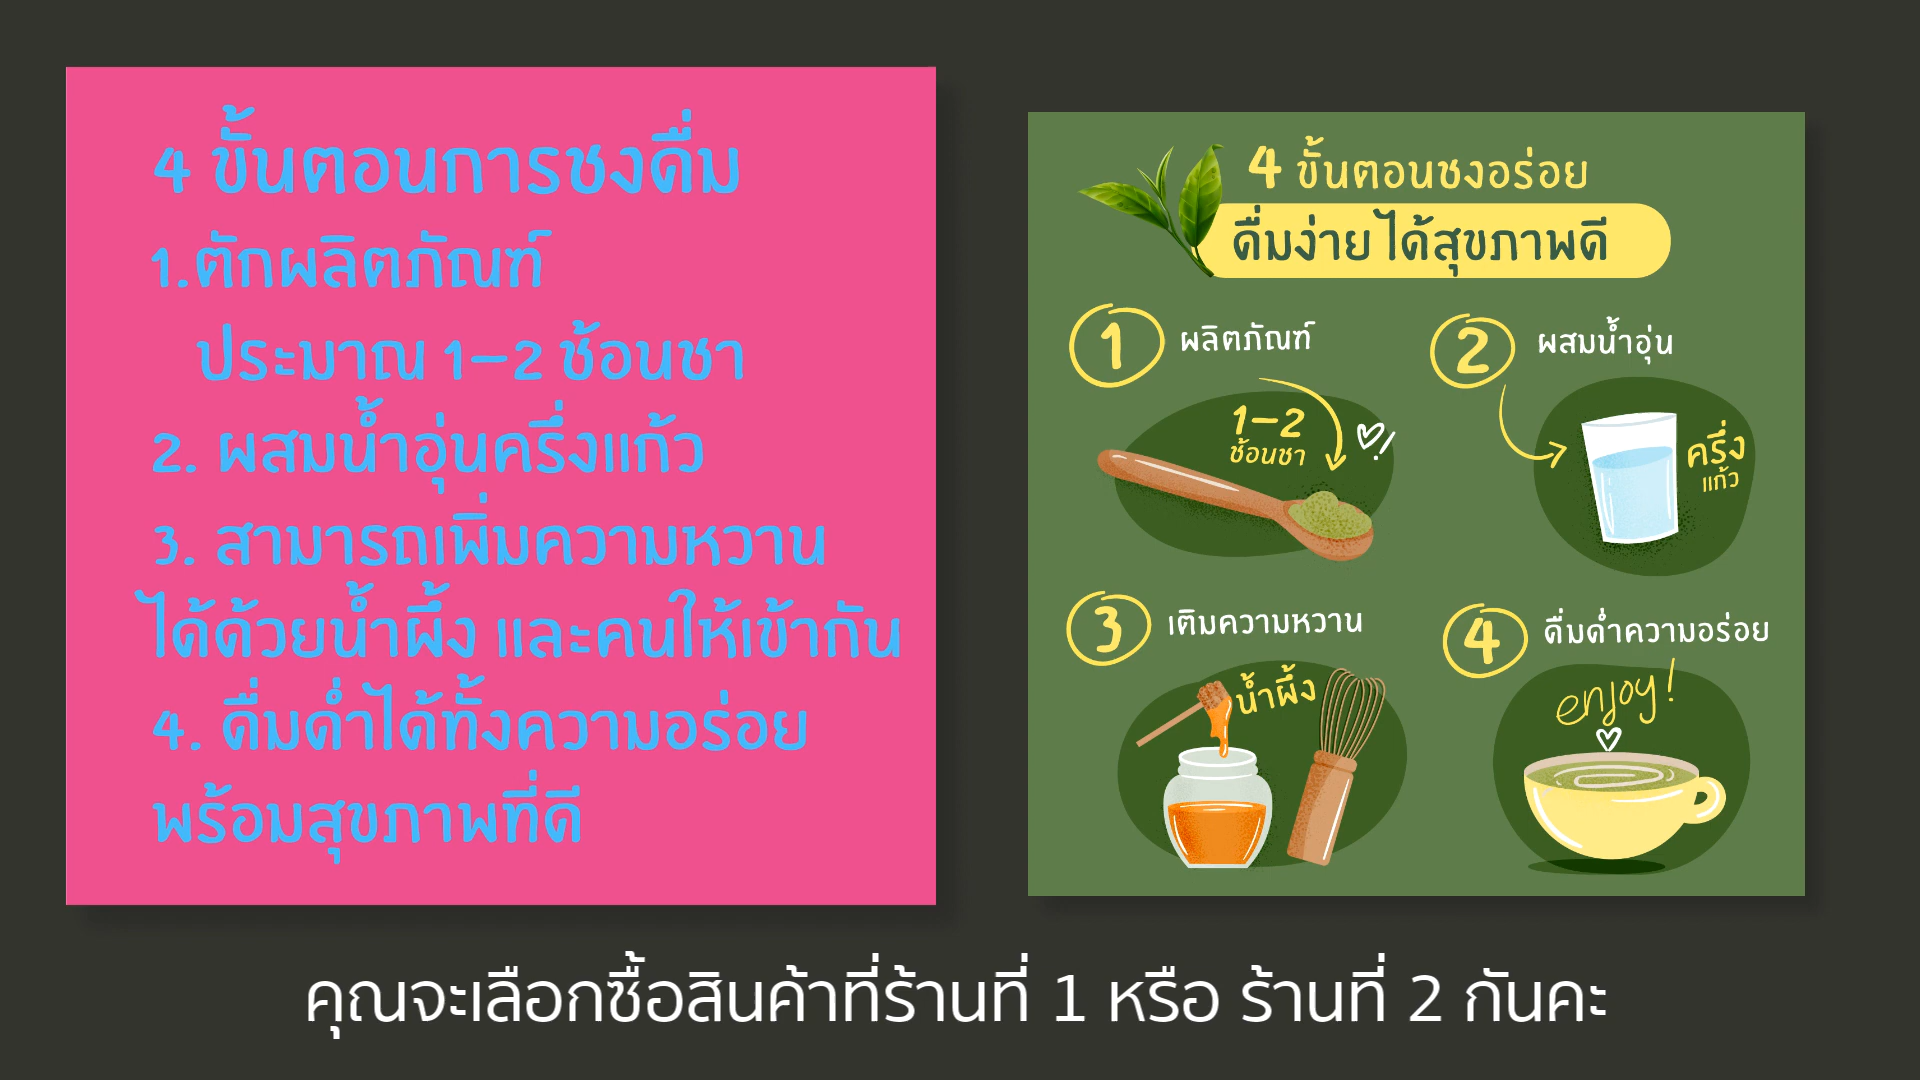 4 ขั้นตอนการชงดื่ม
1.ตักผลิตภัณฑ์
ประมาณ 1-2 ช้อนชา
2. ผสมน้ำอุ่นครึ่งแก้ว
3. สามารถเพิ่มความหวาน
ได้ด้วยน้ำผึ้ง และคนให้เข้ากัน
4. ดื่มด่ำได้ทั้งความอร่อย
พร้อมสุขภาพที่ดี
4 ขั้นตอนชงอร่อย
ดื่มง่าย ได้สุขภาพดี
1 ผลิตภัณฑ์
1-2
ช้อนชา
2 ผสมน้ำอุ่น
ครึ่ง
แก้ว
3 เติมความหวาน
น้ำผึ้ง
4 ดื่มด่ำความอร่อย
enjoy!
คุณจะเลือกซื้อสินค้าที่ร้านที่ 1 หรือ ร้านที่ 2 กันคะ